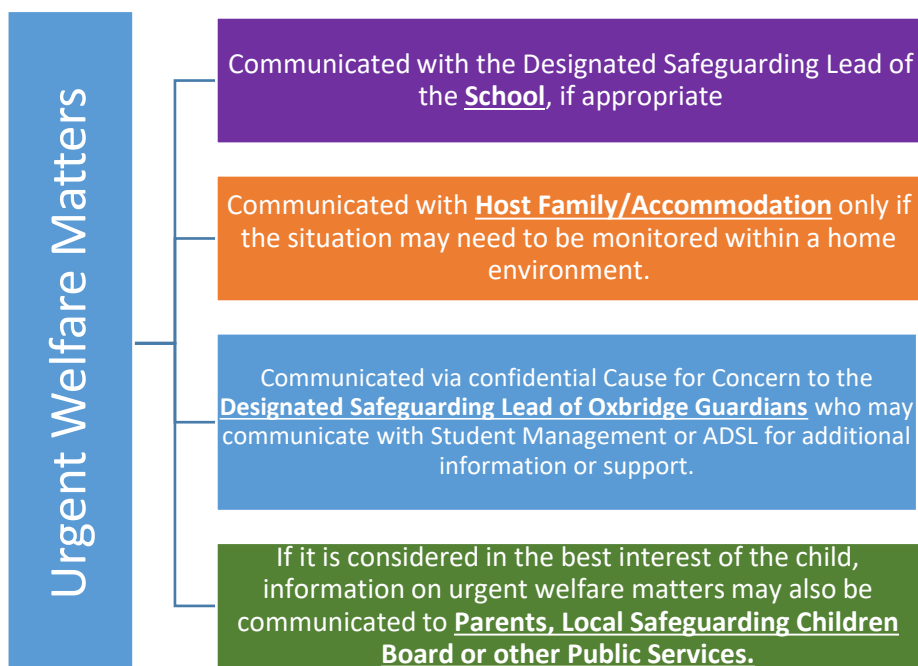 Urgent Welfare Matters
Communicated with the Designated Safeguarding Lead of
the School, if appropriate
Communicated with Host Family/Accommodation only if
the situation may need to be monitored within a home
environment.
Communicated via confidential Cause for Concern to the
Designated Safeguarding Lead of Oxbridge Guardians who may
communicate with Student Management or ADSL for additional
information or support.
If it is considered in the best interest of the child,
information on urgent welfare matters may also be
communicated to Parents, Local Safeguarding Children
Board or other Public Services.